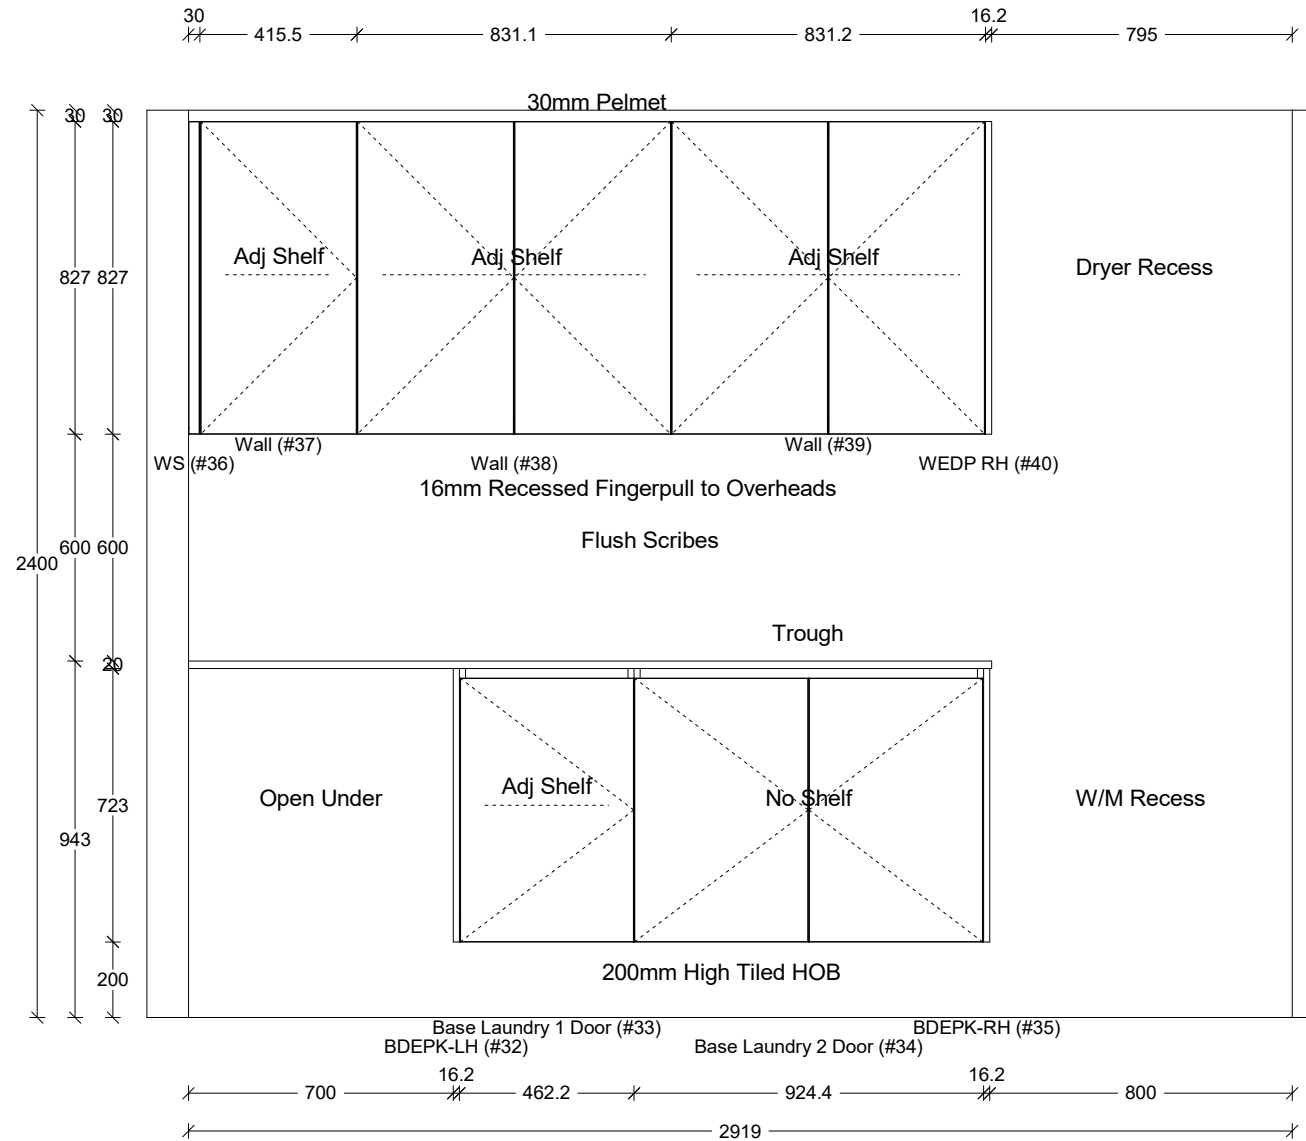 30
16.2
415.5
831.1
831.2
795
30mm Pelmet
30
30
Adj Shelf
Adj Shelf
Adj Shelf
Dryer Recess
827
827
Wall (#37)
Wall (#39)
WS (#36)
Wall (#38)
WEDP RH (#40)
16mm Recessed Fingerpull to Overheads
Flush Scribes
600
600
2400
Trough
20
Adj Shelf
Open Under
No Shelf
W/M Recess
723
943
200mm High Tiled HOB
200
Base Laundry 1 Door (#33)
BDEPK-RH (#35)
BDEPK-LH (#32)
Base Laundry 2 Door (#34)
16.2
16.2
700
462.2
924.4
800
2919